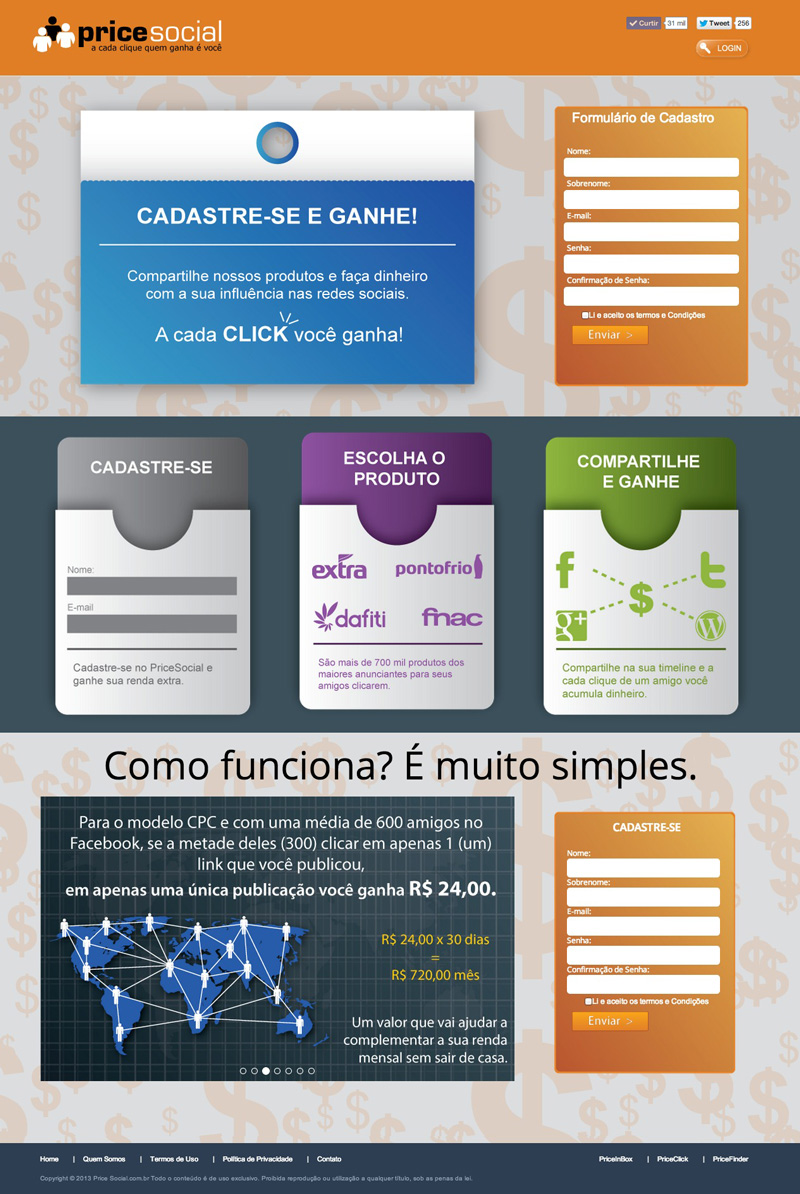 pricesocial
a cada clique quem ganha é você
Curtir 31 mil
Tweet 256
LOGIN
CADASTRE-SE E GANHE!
Compartilhe nossos produtos e faça dinheiro
com a sua influência nas redes sociais.
A cada CLICK você ganha!
Formulário de Cadastro
Nome:
Sobrenome:
E-mail:
Senha:
Confirmação de Senha:
Li e aceito os termos e Condições
Enviar >
CADASTRE-SE
Nome:
E-mail
Cadastre-se no PriceSocial e
ganhe sua renda extra.
ESCOLHA O
PRODUTO
extra
pontofrio
dafiti
fnac
São mais de 700 mil produtos dos
maiores anunciantes para seus
amigos clicarem.
COMPARTILHE
E GANHE
f
t
$
g+
W
Compartilhe na sua timeline e a
cada clique de um amigo você
acumula dinheiro.
Como funciona? É muito simples.
Para o modelo CPC e com uma média de 600 amigos no
Facebook, se a metade deles (300) clicar em apenas 1 (um)
link que você publicou,
em apenas uma única publicação você ganha R$ 24,00.
R$ 24,00 x 30 dias
=
R$ 720,00 mês
Um valor que vai ajudar a
complementar a sua renda
mensal sem sair de casa.
CADASTRE-SE
Nome:
Sobrenome:
E-mail:
Senha:
Confirmação de Senha:
Li e aceito os termos e Condições
Enviar >
Home | Quem Somos | Termos de Uso | Política de Privacidade | Contato
PriceInBox | PriceClick | PriceFinder
Copyright © 2013 Price Social.com.br Todo o conteúdo é de uso exclusivo. Proibida reprodução ou utilização a qualquer título, sob as penas da lei.